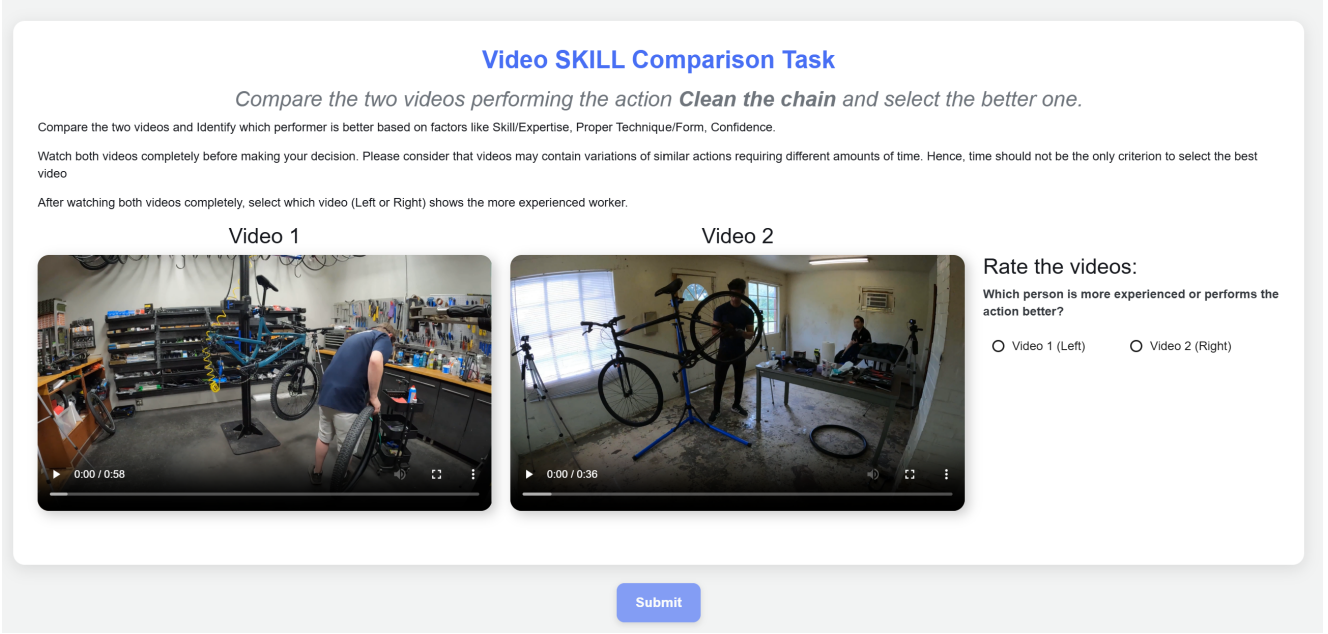 Video SKILL Comparison Task
Compare the two videos performing the action Clean the chain and select the better one.
Compare the two videos and Identify which performer is better based on factors like Skill/Expertise, Proper Technique/Form, Confidence.
Watch both videos completely before making your decision. Please consider that videos may contain variations of similar actions requiring different amounts of time. Hence, time should not be the only criterion to select the best
video
After watching both videos completely, select which video (Left or Right) shows the more experienced worker.
Video 1
Video 2
0:00 / 0:58
0:00 / 0:36
Rate the videos:
Which person is more experienced or performs the
action better?
Video 1 (Left)
Video 2 (Right)
Submit